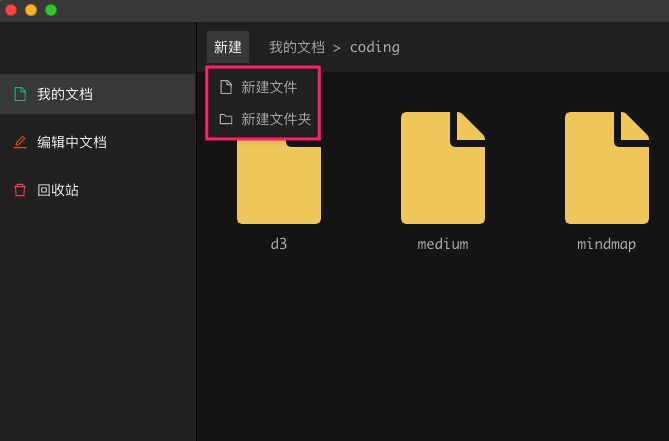 新建 我的文档 > coding
新建文件
新建文件夹
我的文档
编辑中文档
回收站
d3 medium mindmap